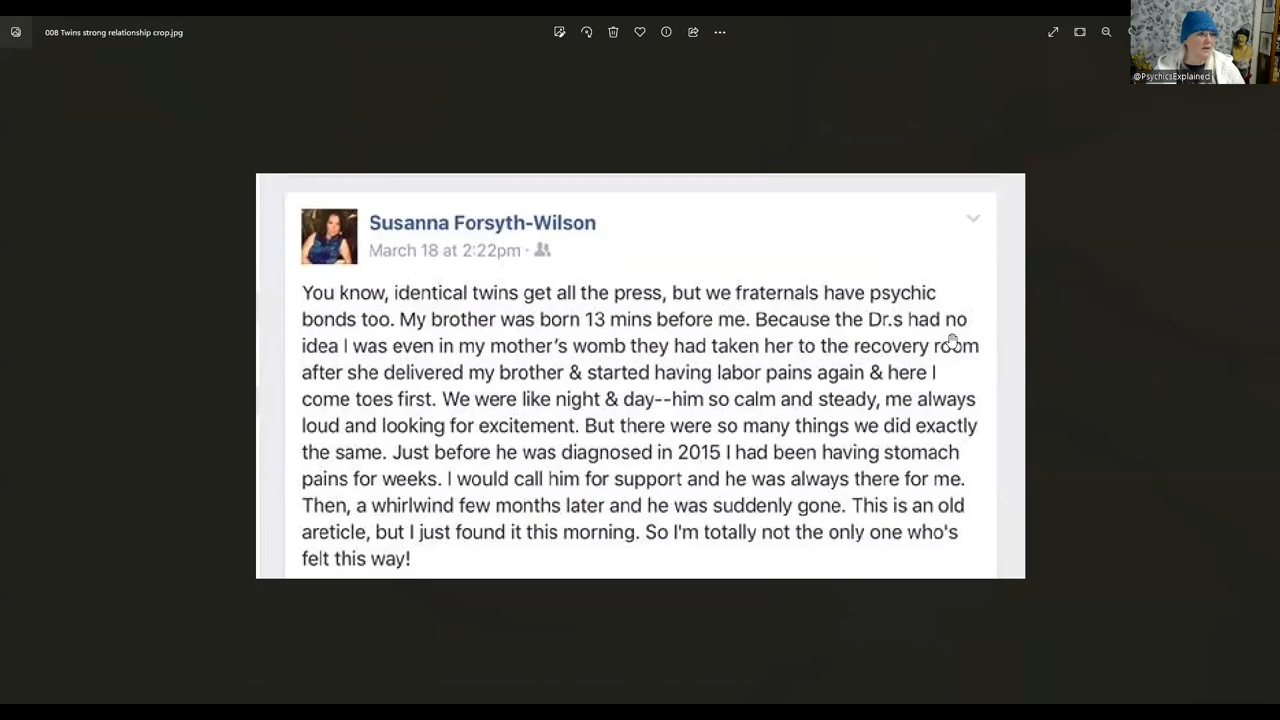 008 Twins strong relationship crop.jpg
@PsychicsExplained
Susanna Forsyth-Wilson
March 18 at 2:22pm ·
You know, identical twins get all the press, but we fraternals have psychic
bonds too. My brother was born 13 mins before me. Because the Dr.s had no
idea I was even in my mother's womb they had taken her to the recovery room
after she delivered my brother & started having labor pains again & here I
come toes first. We were like night & day--him so calm and steady, me always
loud and looking for excitement. But there were so many things we did exactly
the same. Just before he was diagnosed in 2015 I had been having stomach
pains for weeks. I would call him for support and he was always there for me.
Then, a whirlwind few months later and he was suddenly gone. This is an old
areticle, but I just found it this morning. So I'm totally not the only one who's
felt this way!